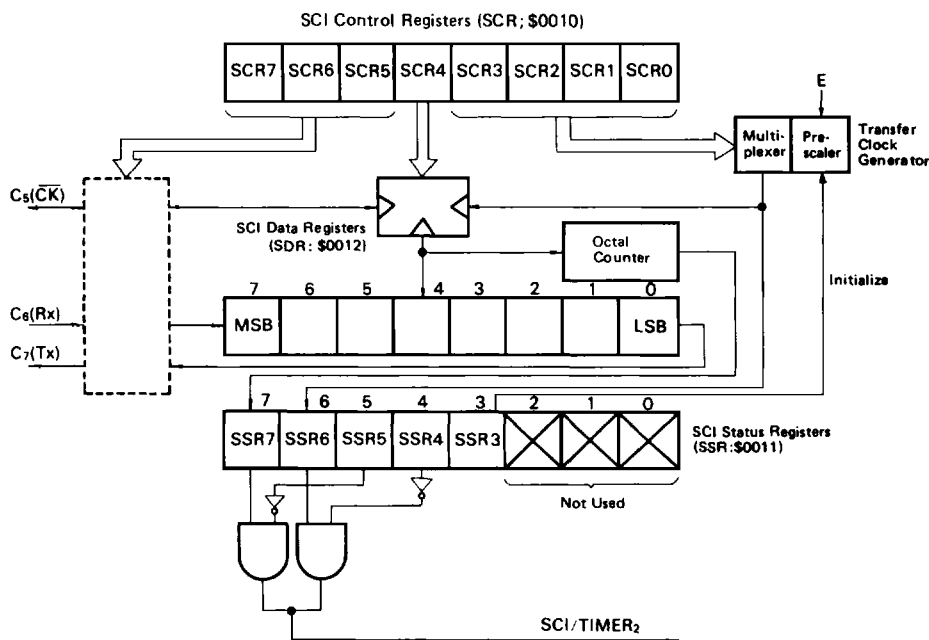 SCI Control Registers (SCR; $0010)
SCR7 SCR6 SCR5 SCR4 SCR3 SCR2 SCR1 SCR0
E
Multi-
plexer
Pre-
scaler
Transfer
Clock
Generator
C5(CK)
SCI Data Registers
(SDR: $0012)
Octal
Counter
Initialize
7 6 5 4 3 2 1 0
C6(Rx)
MSB LSB
C7(Tx)
7 6 5 4 3 2 1 0
SSR7 SSR6 SSR5 SSR4 SSR3
SCI Status Registers
(SSR:$0011)
Not Used
SCI/TIMER2